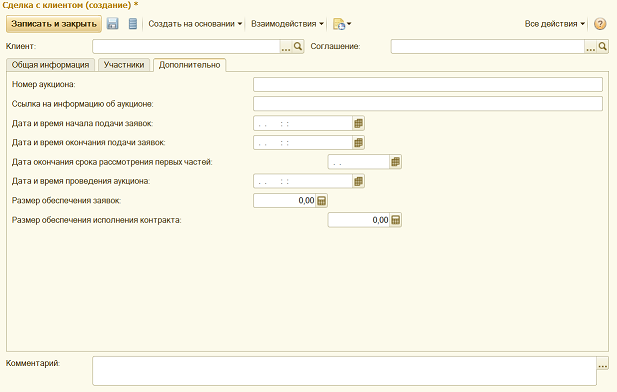 Сделка с клиентом (создание) *
Записать и закрыть Создать на основании Взаимодействия Все действия ?
Клиент: ... Соглашение: ...
Общая информация Участники Дополнительно
Номер аукциона:
Ссылка на информацию об аукционе:
Дата и время начала подачи заявок: . . : :
Дата и время окончания подачи заявок: . . : :
Дата окончания срока рассмотрения первых частей: . .
Дата и время проведения аукциона: . . : :
Размер обеспечения заявок: 0,00
Размер обеспечения исполнения контракта: 0,00
Комментарий: ...